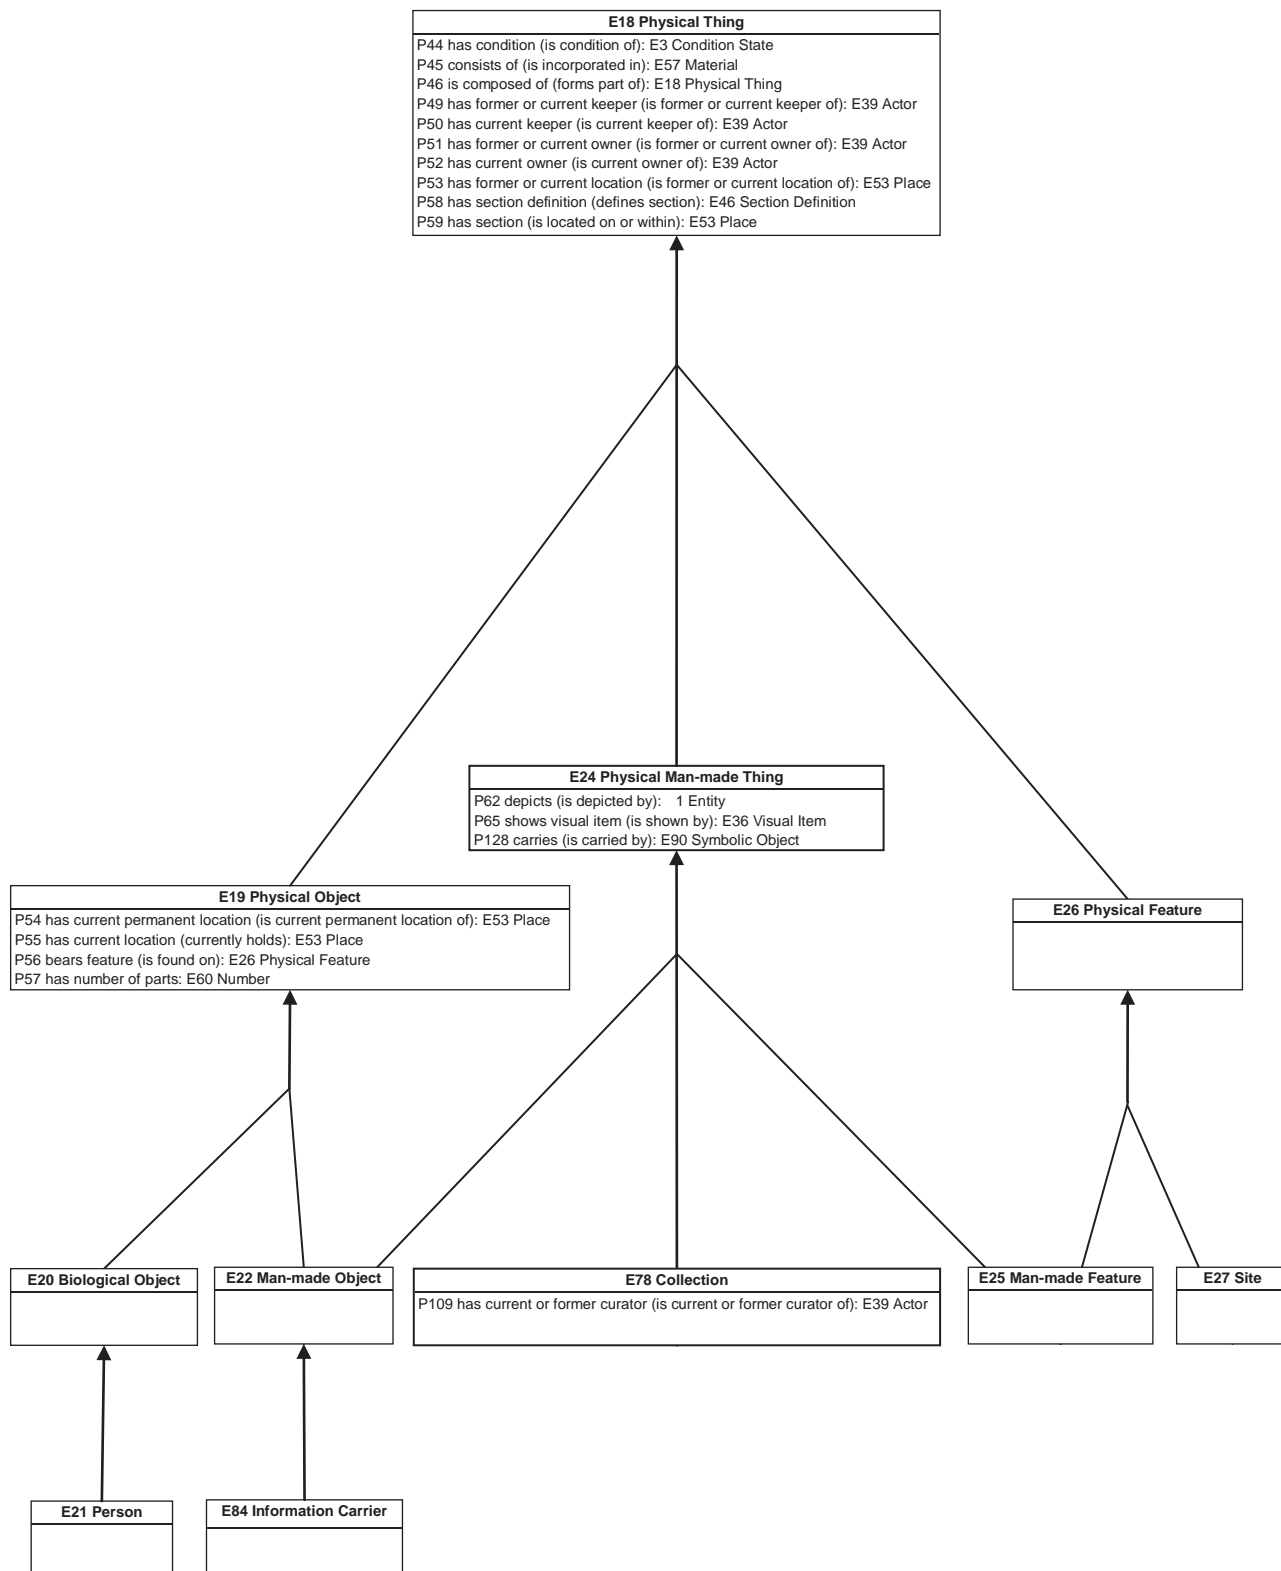 E18 Physical Thing
P44 has condition (is condition of): E3 Condition State
P45 consists of (is incorporated in): E57 Material
P46 is composed of (forms part of): E18 Physical Thing
P49 has former or current keeper (is former or current keeper of): E39 Actor
P50 has current keeper (is current keeper of): E39 Actor
P51 has former or current owner (is former or current owner of): E39 Actor
P52 has current owner (is current owner of): E39 Actor
P53 has former or current location (is former or current location of): E53 Place
P58 has section definition (defines section): E46 Section Definition
P59 has section (is located on or within): E53 Place
E24 Physical Man-made Thing
P62 depicts (is depicted by): 1 Entity
P65 shows visual item (is shown by): E36 Visual Item
P128 carries (is carried by): E90 Symbolic Object
E19 Physical Object
P54 has current permanent location (is current permanent location of): E53 Place
P55 has current location (currently holds): E53 Place
P56 bears feature (is found on): E26 Physical Feature
P57 has number of parts: E60 Number
E26 Physical Feature
E20 Biological Object
E22 Man-made Object
E78 Collection
P109 has current or former curator (is current or former curator of): E39 Actor
E25 Man-made Feature
E27 Site
E21 Person
E84 Information Carrier